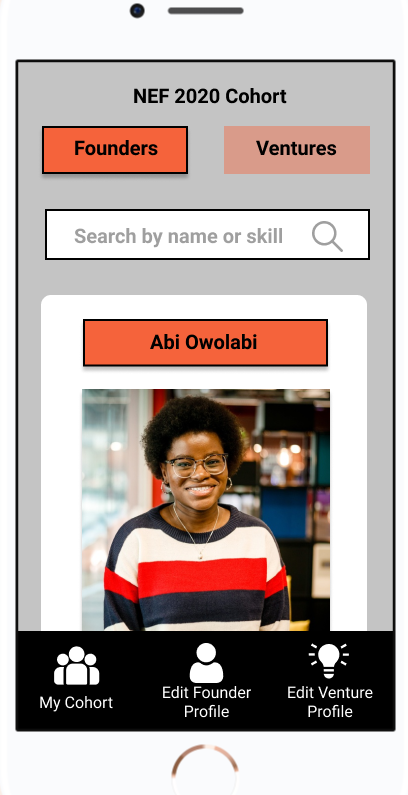 NEF 2020 Cohort
Founders
Ventures
Search by name or skill
Abi Owolabi
My Cohort
Edit Founder
Profile
Edit Venture
Profile